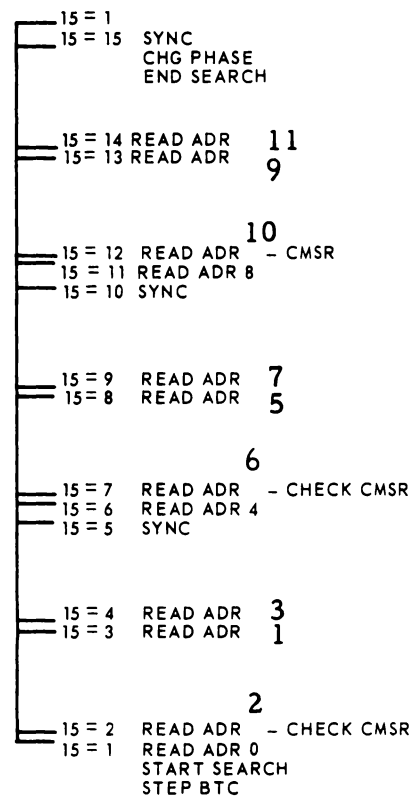 15 = 1
15 = 15 SYNC
CHG PHASE
END SEARCH
15 = 14 READ ADR 11
15 = 13 READ ADR 9
15 = 12 READ ADR 10 - CMSR
15 = 11 READ ADR 8
15 = 10 SYNC
15 = 9 READ ADR 7
15 = 8 READ ADR 5
15 = 7 READ ADR 6 - CHECK CMSR
15 = 6 READ ADR 4
15 = 5 SYNC
15 = 4 READ ADR 3
15 = 3 READ ADR 1
15 = 2 READ ADR 2 - CHECK CMSR
15 = 1 READ ADR 0
START SEARCH
STEP BTC